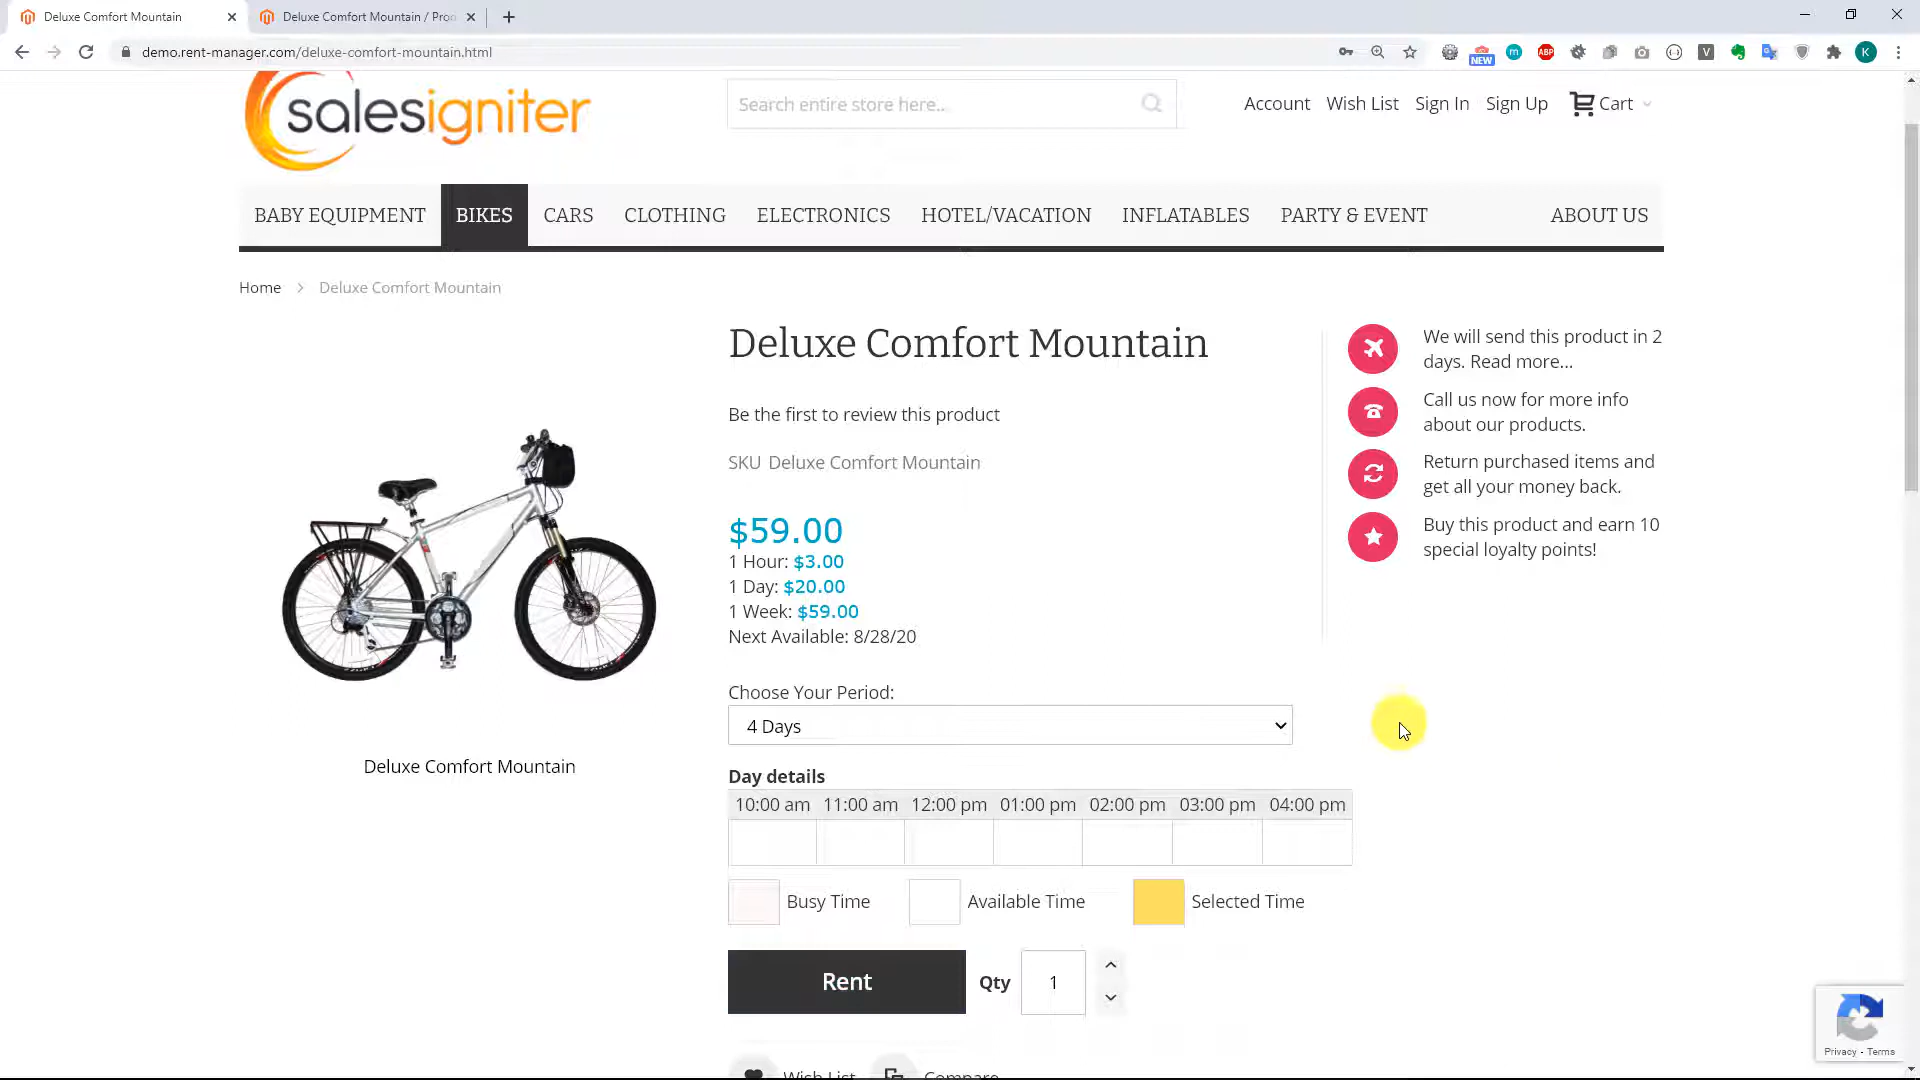 Deluxe Comfort Mountain
Deluxe Comfort Mountain / Pro
demo.rent-manager.com/deluxe-comfort-mountain.html
NEW
m
ABP
V
K
salesigniter
Search entire store here...
Account
Wish List
Sign In
Sign Up
Cart
BABY EQUIPMENT
BIKES
CARS
CLOTHING
ELECTRONICS
HOTEL/VACATION
INFLATABLES
PARTY & EVENT
ABOUT US
Home
Deluxe Comfort Mountain
Deluxe Comfort Mountain
Be the first to review this product
SKU Deluxe Comfort Mountain
$59.00
1 Hour: $3.00
1 Day: $20.00
1 Week: $59.00
Next Available: 8/28/20
We will send this product in 2
days. Read more...
Call us now for more info
about our products.
Return purchased items and
get all your money back.
Buy this product and earn 10
special loyalty points!
Deluxe Comfort Mountain
Choose Your Period:
4 Days
Day details
10:00 am
11:00 am
12:00 pm
01:00 pm
02:00 pm
03:00 pm
04:00 pm
Busy Time
Available Time
Selected Time
Rent
Qty
1
Wish List
Compare
Privacy - Terms